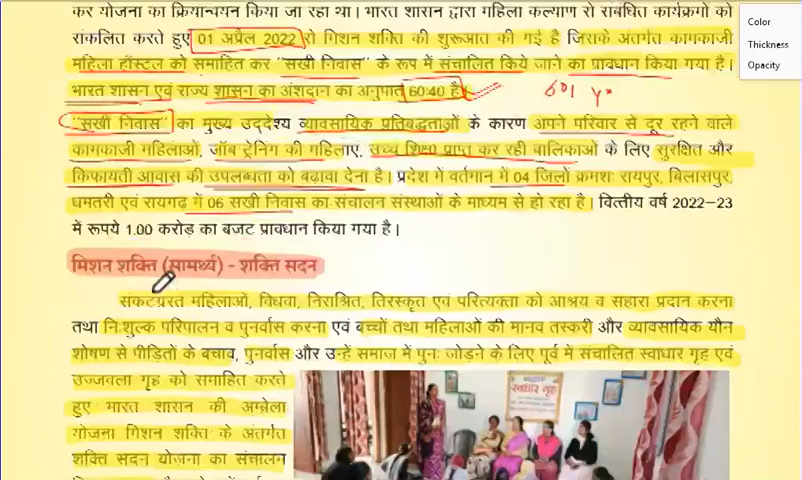 कर योजना का क्रियान्वयन किया जा रहा था। भारत शासन द्वारा महिला कल्याण से संबंधित कार्यक्रमों को
संकलित करते हुए 01 अप्रैल 2022 से मिशन शक्ति की शुरूआत की गई है जिसके अंतर्गत कामकाजी
महिला हॉस्टल को समाहित कर "सखी निवास" के रूप में संचालित किये जाने का प्रावधान किया गया है।
भारत शासन एवं राज्य शासन का अंशदान का अनुपात 60:40 है।
"सखी निवास" का मुख्य उद्देश्य व्यावसायिक प्रतिबद्धताओं के कारण अपने परिवार से दूर रहने वाले
कामकाजी महिलाओं, जॉब ट्रेनिंग की महिलाएं, उच्च शिक्षा प्राप्त कर रही बालिकाओं के लिए सुरक्षित और
किफायती आवास की उपलब्धता को बढ़ावा देना है। प्रदेश में वर्तमान में 04 जिलों क्रमशः रायपुर, बिलासपुर,
धमतरी एवं रायगढ़ में 06 सखी निवास का संचालन संस्थाओं के माध्यम से हो रहा है। वित्तीय वर्ष 2022-23
में रूपये 1.00 करोड़ का बजट प्रावधान किया गया है।
मिशन शक्ति (सामर्थ्य) - शक्ति सदन
संकटग्रस्त महिलाओं, विधवा, निराश्रित, तिरस्कृत एवं परित्यक्ता को आश्रय व सहारा प्रदान करना
तथा निःशुल्क परिपालन व पुनर्वास करना एवं बच्चों तथा महिलाओं की मानव तस्करी और व्यावसायिक यौन
शोषण से पीड़ितों के बचाव, पुनर्वास और उन्हें समाज में पुनः जोड़ने के लिए पूर्व में संचालित स्वाधार गृह एवं
उज्जवला गृह को समाहित करते
हुए भारत शासन की अम्ब्रेला
योजना मिशन शक्ति के अंतर्गत
शक्ति सदन योजना का संचालन
स्वाधार गृह
Color
Thickness
Opacity